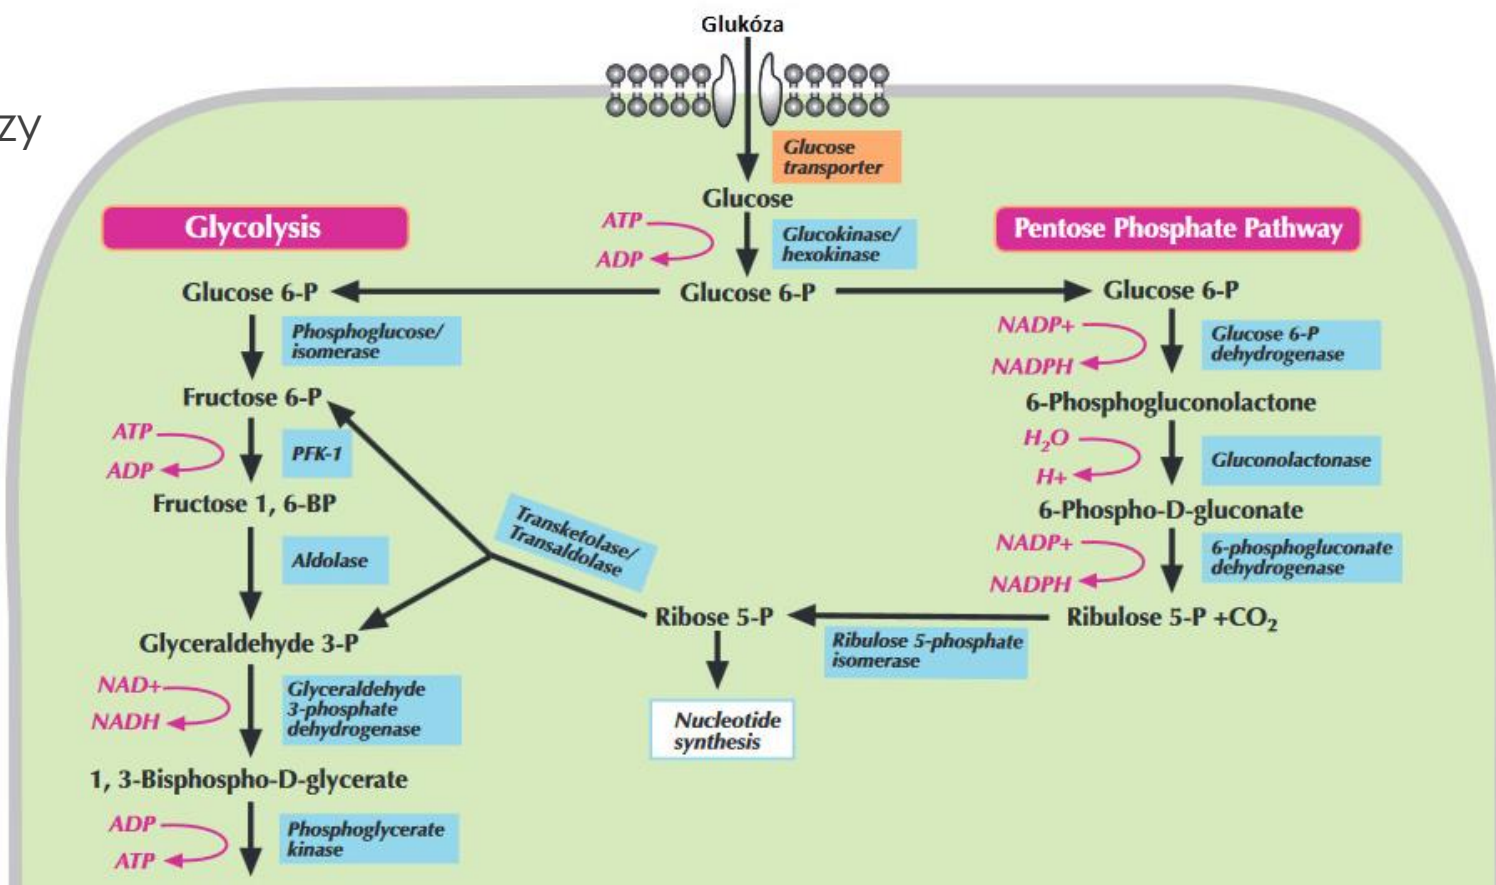 Glukóza
zy
Glucose
transporter
Glucose
Glycolysis
ATP
ADP
Glucokinase/
hexokinase
Pentose Phosphate Pathway
Glucose 6-P
Glucose 6-P
Glucose 6-P
Phosphoglucose/
isomerase
NADP+
NADPH
Glucose 6-P
dehydrogenase
Fructose 6-P
6-Phosphogluconolactone
ATP
ADP
PFK-1
H₂O
H+
Gluconolactonase
Fructose 1, 6-BP
6-Phospho-D-gluconate
Transketolase/
Transaldolase
Aldolase
NADP+
NADPH
6-phosphogluconate
dehydrogenase
Glyceraldehyde 3-P
Ribose 5-P
Ribulose 5-P +CO₂
Ribulose 5-phosphate
isomerase
NAD+
NADH
Glyceraldehyde
3-phosphate
dehydrogenase
Nucleotide
synthesis
1, 3-Bisphospho-D-glycerate
ADP
ATP
Phosphoglycerate
kinase